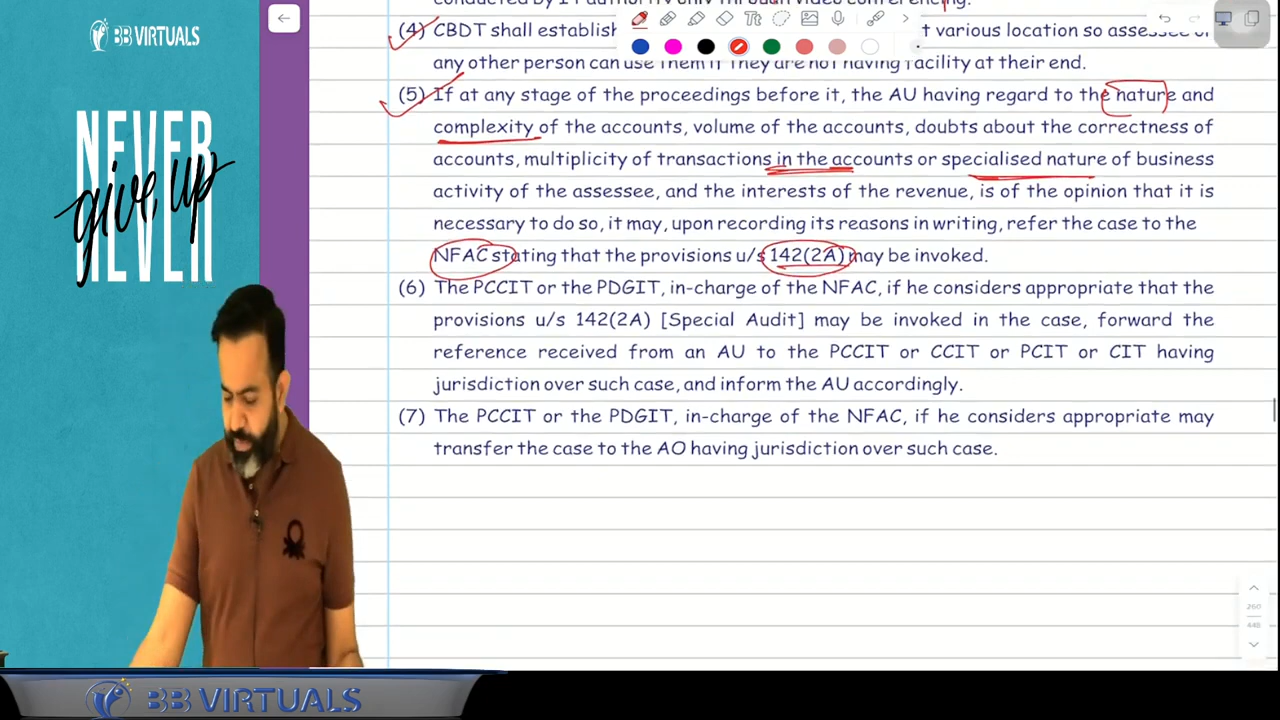 BB VIRTUALS
NEVER
give up
NEVER
(4) CBDT shall establish t various location so assessee or
any other person can use them if they are not having facility at their end.
(5) If at any stage of the proceedings before it, the AU having regard to the nature and
complexity of the accounts, volume of the accounts, doubts about the correctness of
accounts, multiplicity of transactions in the accounts or specialised nature of business
activity of the assessee, and the interests of the revenue, is of the opinion that it is
necessary to do so, it may, upon recording its reasons in writing, refer the case to the
NFAC stating that the provisions u/s 142(2A) may be invoked.
(6) The PCCIT or the PDGIT, in-charge of the NFAC, if he considers appropriate that the
provisions u/s 142(2A) [Special Audit] may be invoked in the case, forward the
reference received from an AU to the PCCIT or CCIT or PCIT or CIT having
jurisdiction over such case, and inform the AU accordingly.
(7) The PCCIT or the PDGIT, in-charge of the NFAC, if he considers appropriate may
transfer the case to the AO having jurisdiction over such case.
260
448
BB VIRTUALS